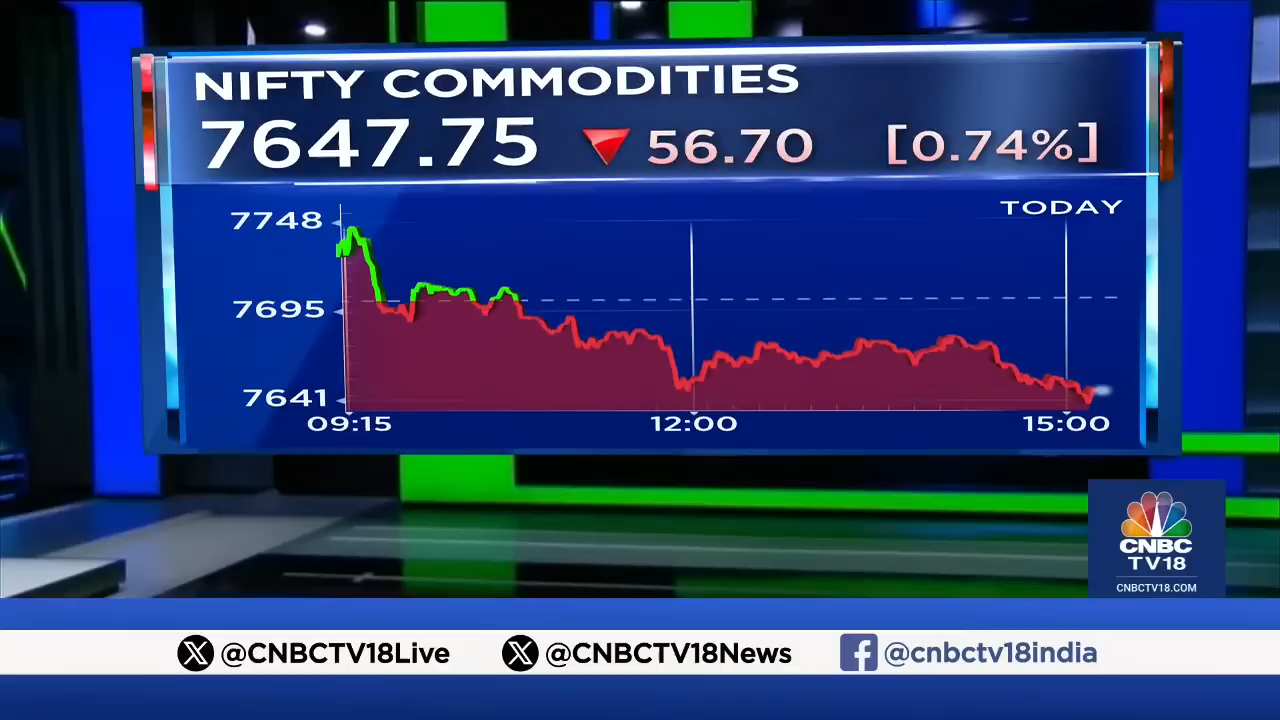 NIFTY COMMODITIES
7647.75 56.70 [0.74%]
TODAY
7748
7695
7641
09:15 12:00 15:00
CNBC
TV18
CNBCTV18.COM
@CNBCTV18Live @CNBCTV18News @cnbctv18india